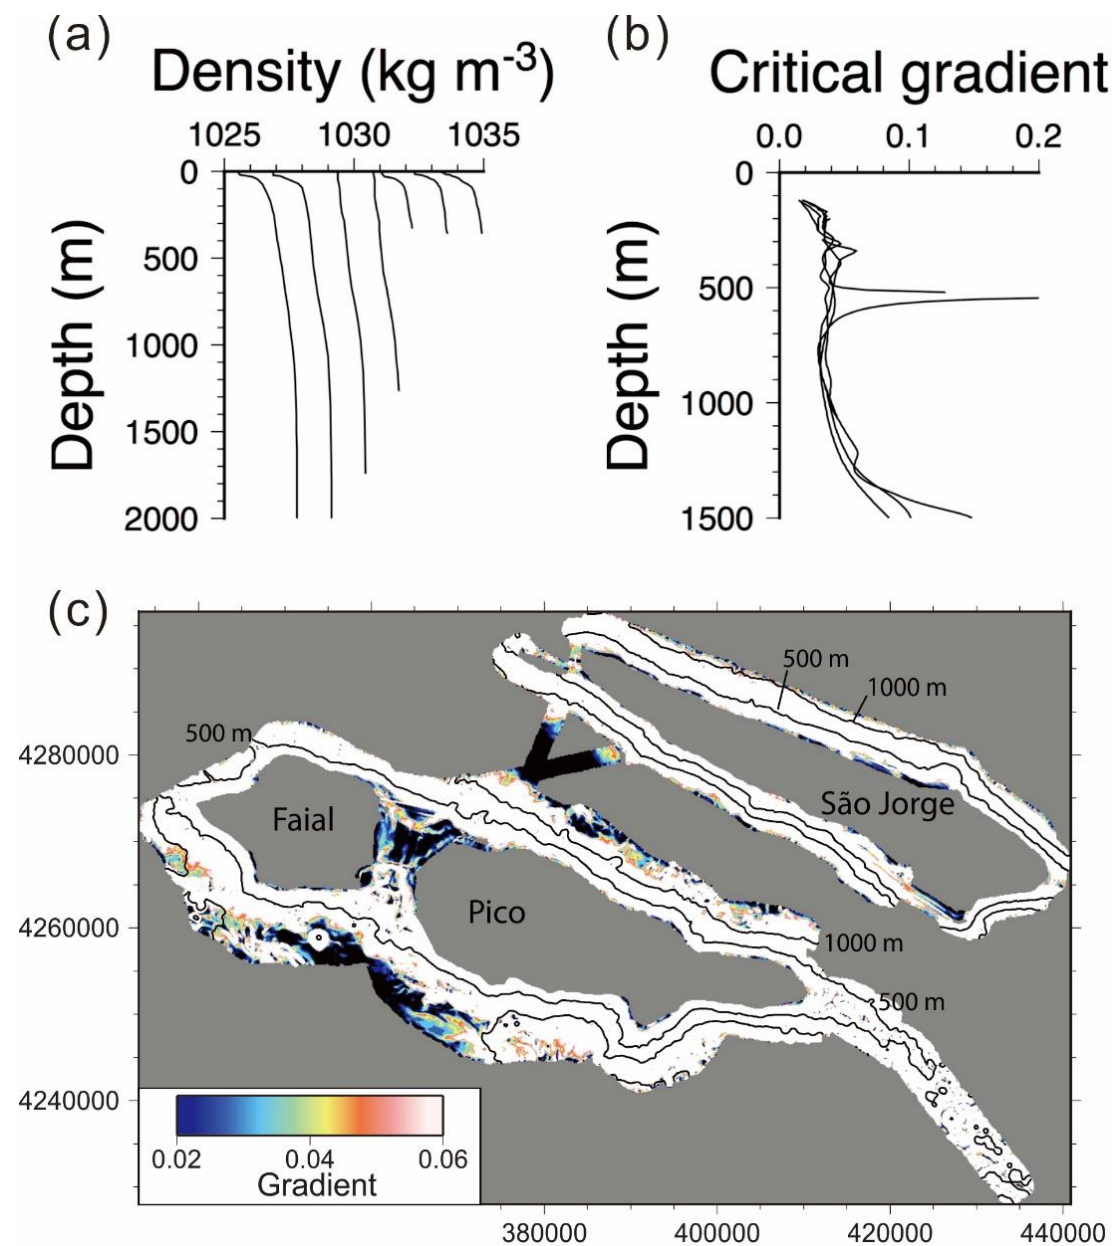 (a)
Density (kg m-3)
1025 1030 1035
0
500
1000
1500
2000
Depth (m)
(b)
Critical gradient
0.0 0.1 0.2
0
500
1000
1500
Depth (m)
(c)
500 m
1000 m
500 m
4280000
São Jorge
Faial
Pico
4260000
1000 m
500 m
4240000
0.02 0.04 0.06
Gradient
380000 400000 420000 440000